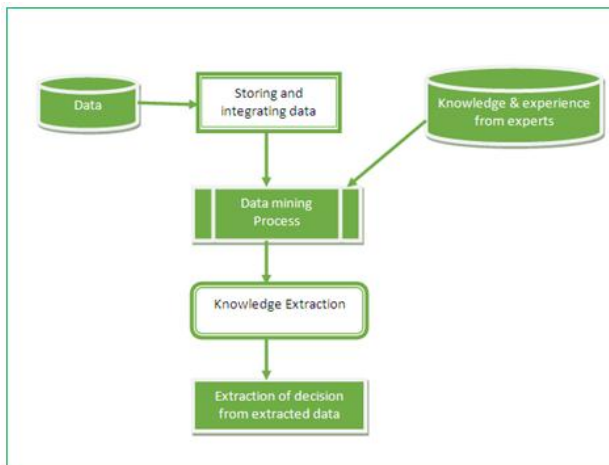 Data
Storing and
integrating data
Knowledge & experience
from experts
Data mining
Process
Knowledge Extraction
Extraction of decision
from extracted data